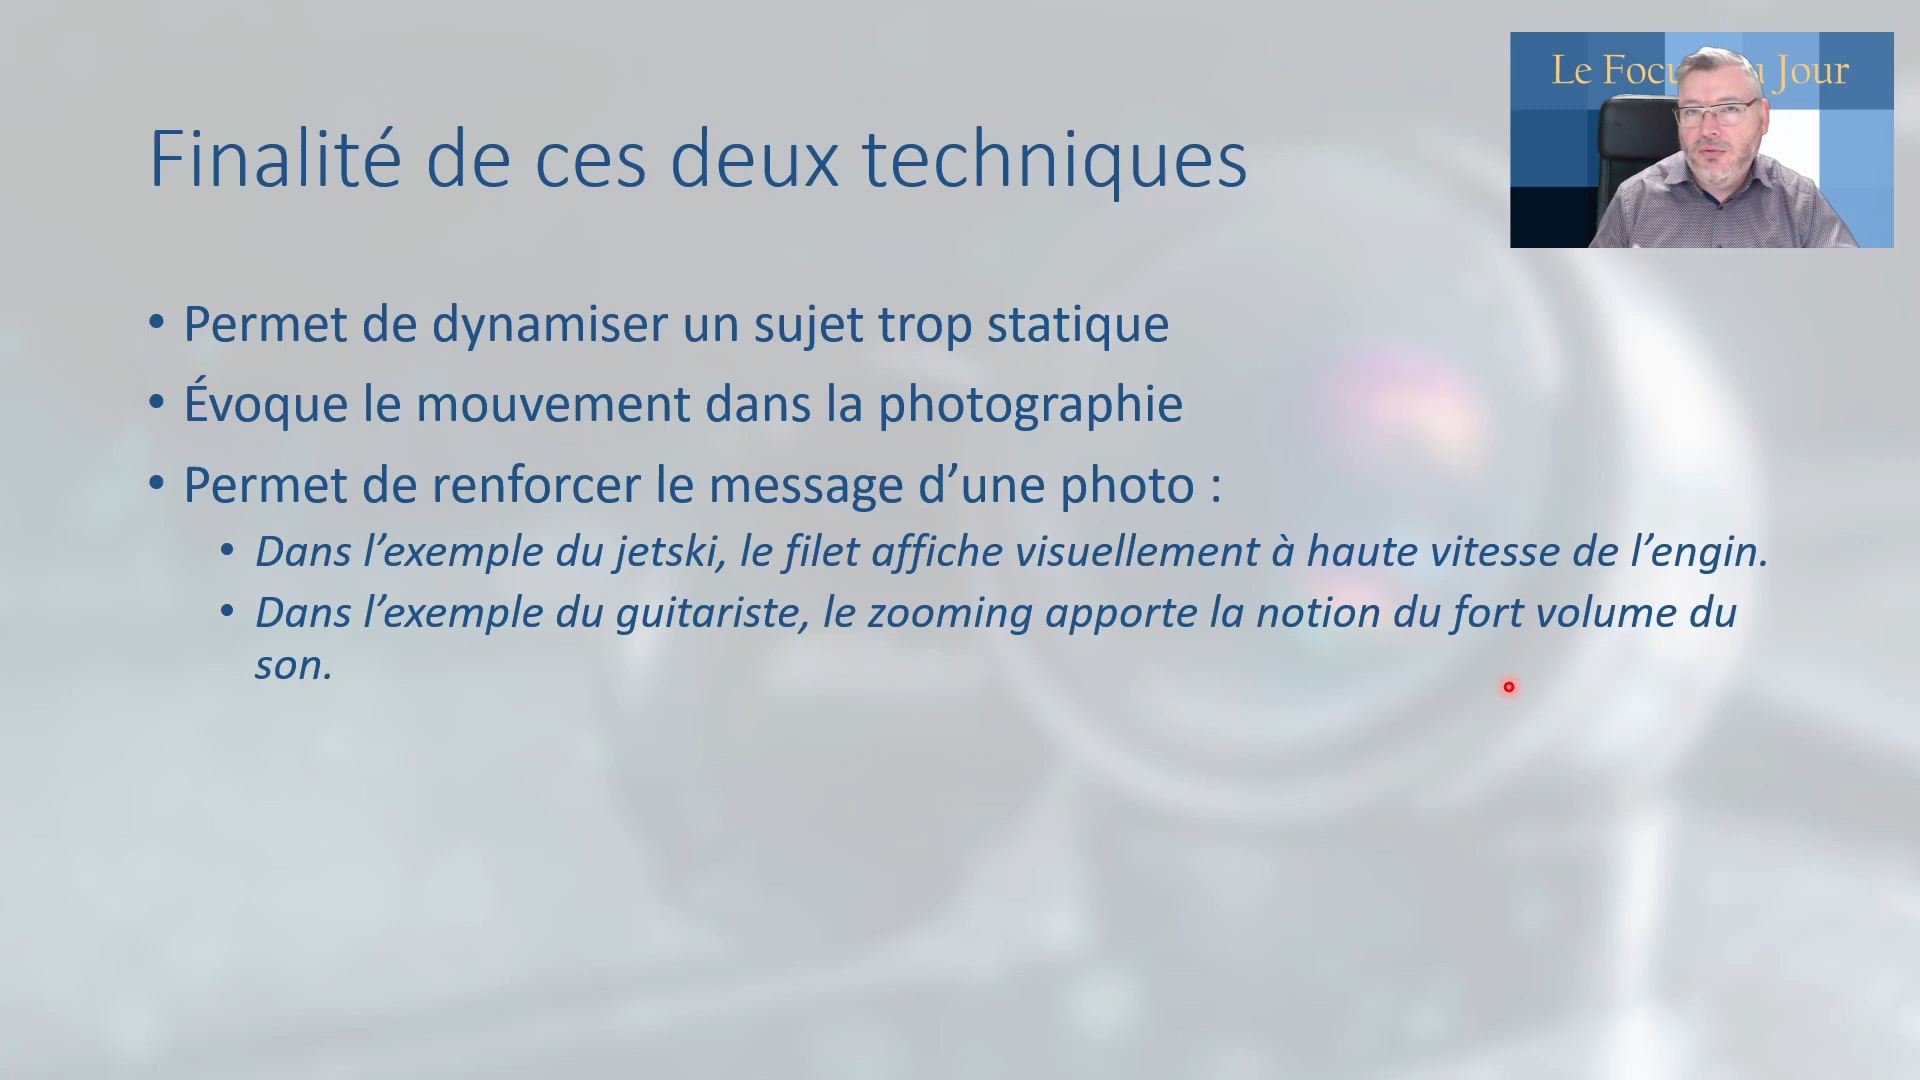 Le Focu u Jour
Finalité de ces deux techniques
• Permet de dynamiser un sujet trop statique
• Évoque le mouvement dans la photographie
• Permet de renforcer le message d’une photo :
• Dans l’exemple du jetski, le filet affiche visuellement à haute vitesse de l’engin.
• Dans l’exemple du guitariste, le zooming apporte la notion du fort volume du
son.